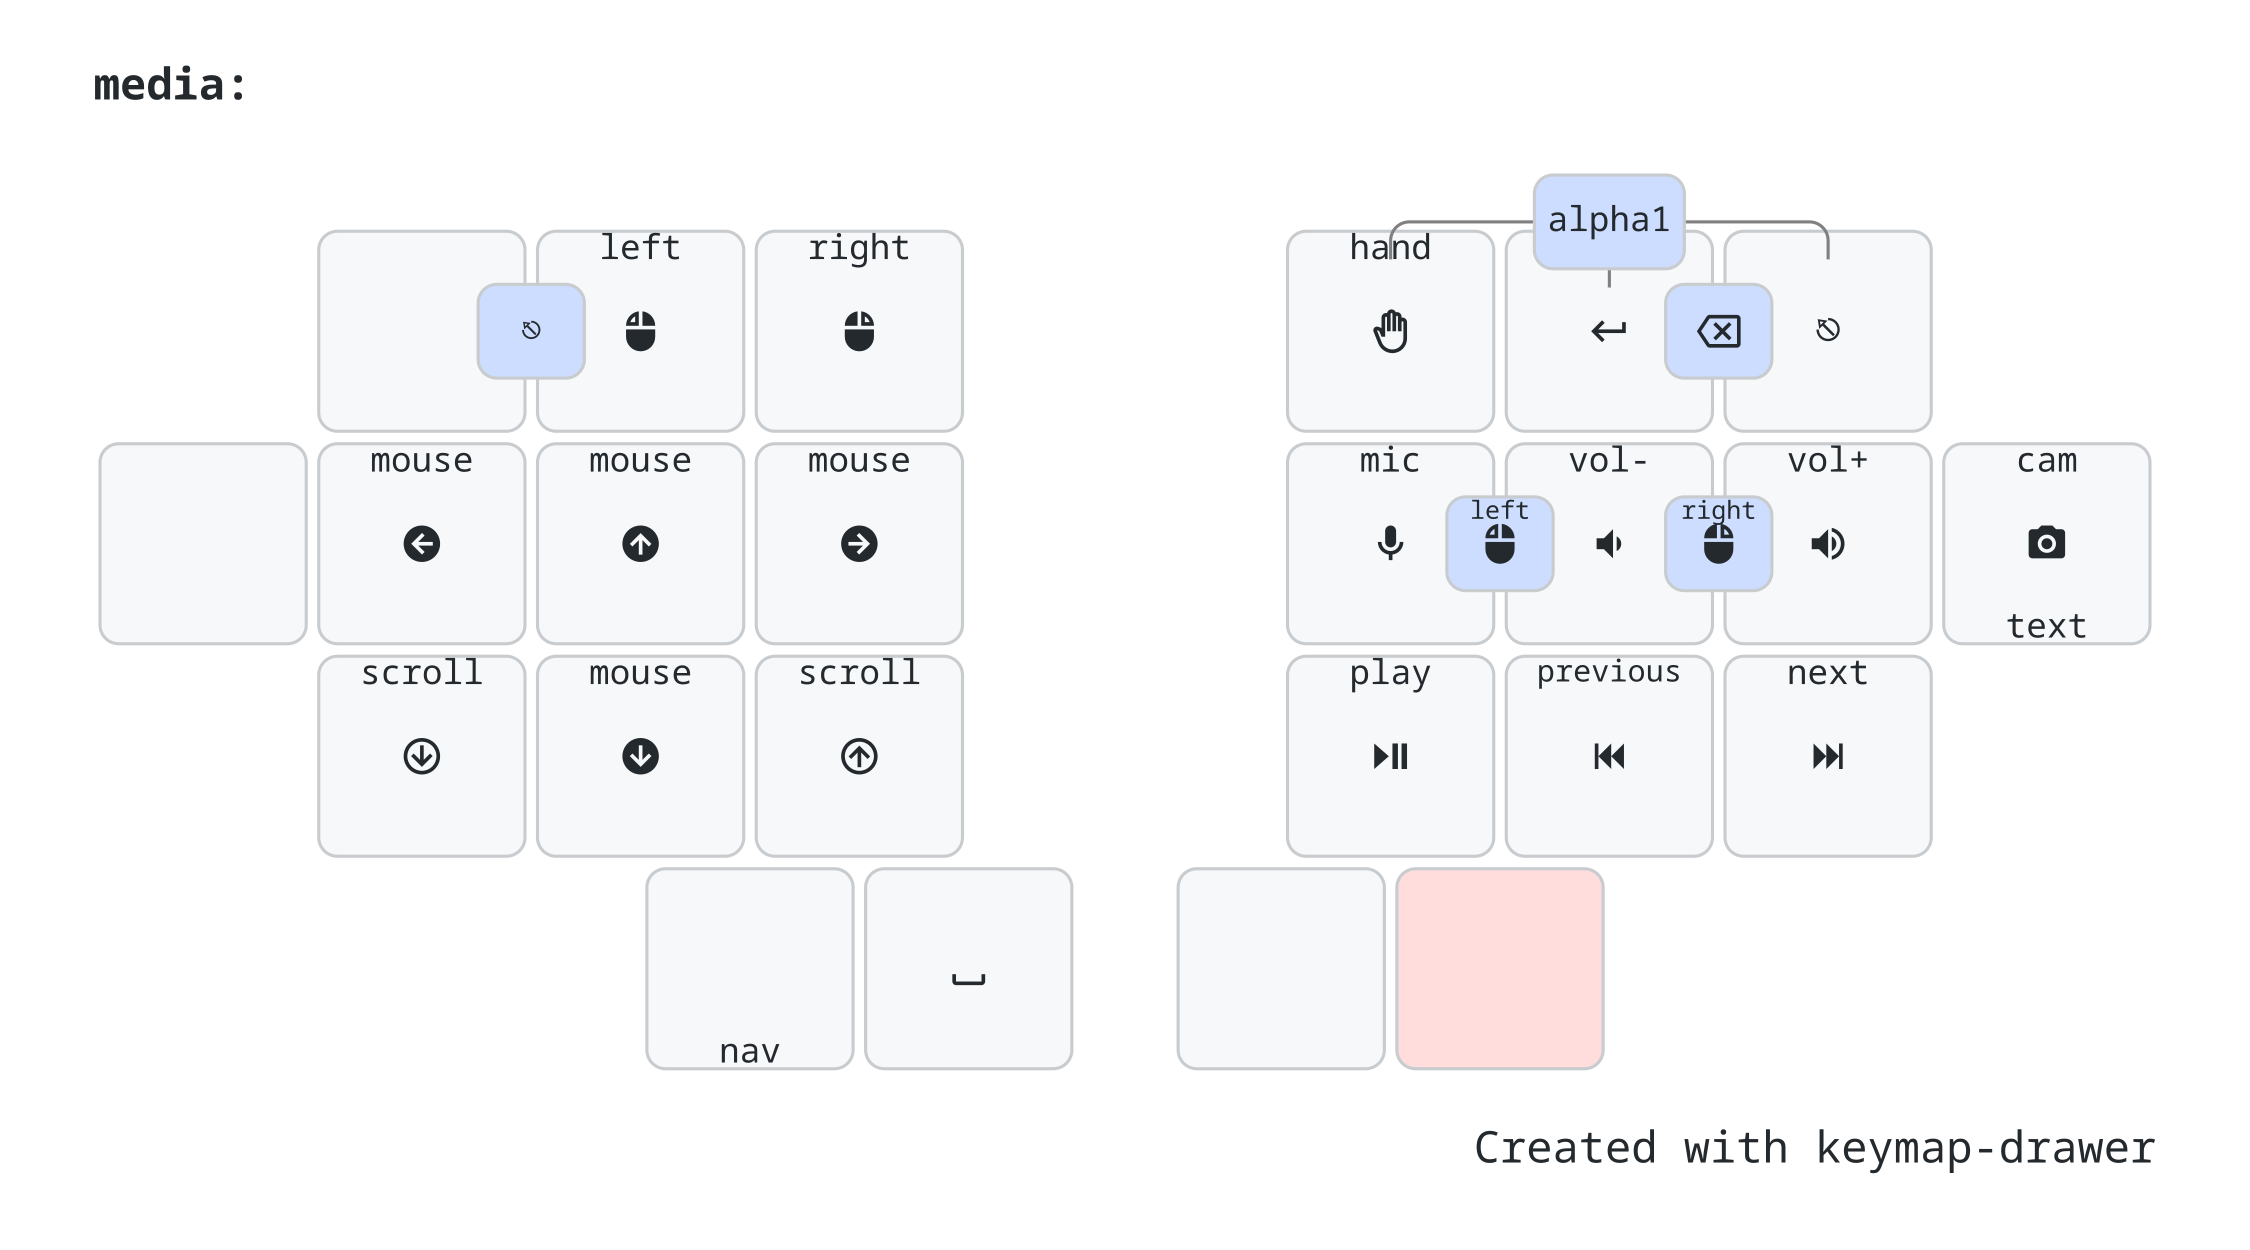 media:
alpha1
left right hand
mouse mouse mouse mic left vol- right vol+ cam
text
scroll mouse scroll play previous next
nav
Created with keymap-drawer